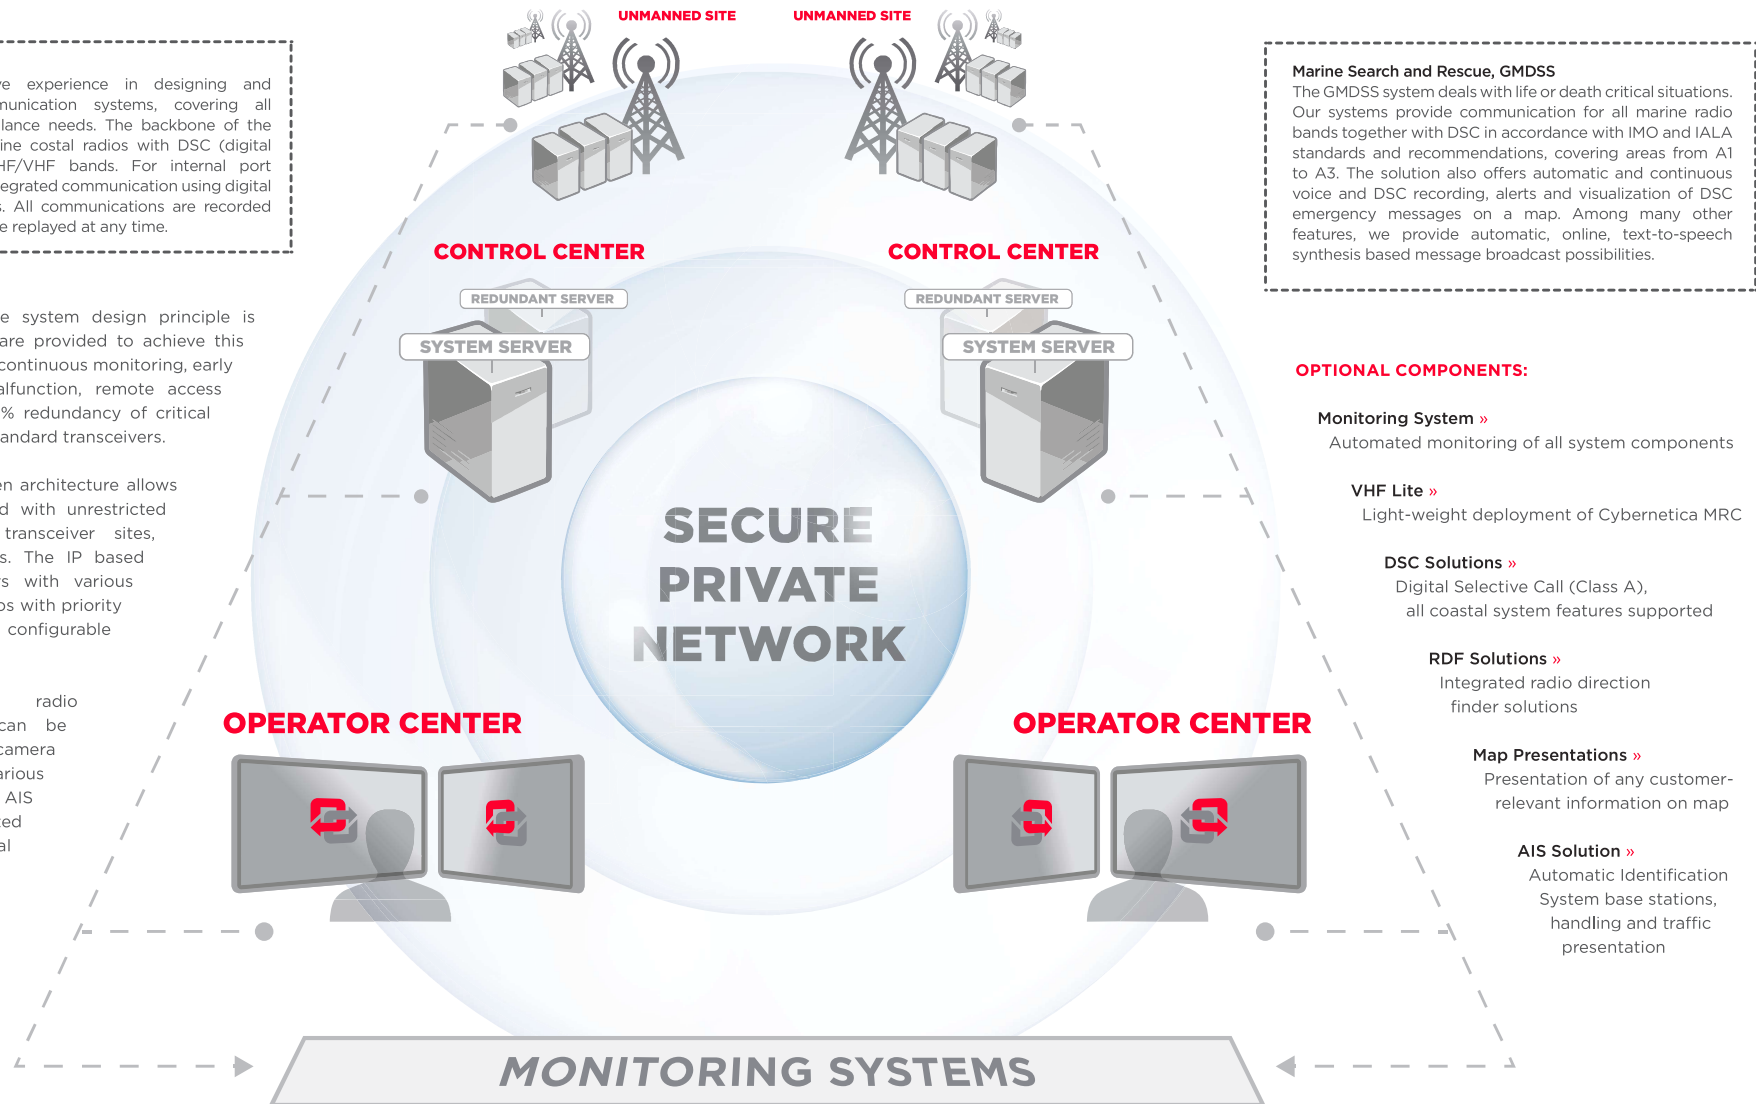 UNMANNED SITE
UNMANNED SITE
ve experience in designing and
munication systems, covering all
llance needs. The backbone of the
ine costal radios with DSC (digital
HF/VHF bands. For internal port
tegrated communication using digital
s. All communications are recorded
e replayed at any time.
Marine Search and Rescue, GMDSS
The GMDSS system deals with life or death critical situations.
Our systems provide communication for all marine radio
bands together with DSC in accordance with IMO and IALA
standards and recommendations, covering areas from A1
to A3. The solution also offers automatic and continuous
voice and DSC recording, alerts and visualization of DSC
emergency messages on a map. Among many other
features, we provide automatic, online, text-to-speech
synthesis based message broadcast possibilities.
CONTROL CENTER
REDUNDANT SERVER
SYSTEM SERVER
CONTROL CENTER
REDUNDANT SERVER
SYSTEM SERVER
e system design principle is
are provided to achieve this
continuous monitoring, early
alfunction, remote access
% redundancy of critical
tandard transceivers.
en architecture allows
d with unrestricted
transceiver sites,
s. The IP based
rs with various
os with priority
configurable
radio
can be
camera
arious
AIS
ted
al
SECURE
PRIVATE
NETWORK
OPERATOR CENTER
OPERATOR CENTER
OPTIONAL COMPONENTS:
Monitoring System »
Automated monitoring of all system components
VHF Lite »
Light-weight deployment of Cybernetica MRC
DSC Solutions »
Digital Selective Call (Class A),
all coastal system features supported
RDF Solutions »
Integrated radio direction
finder solutions
Map Presentations »
Presentation of any customer-
relevant information on map
AIS Solution »
Automatic Identification
System base stations,
handling and traffic
presentation
MONITORING SYSTEMS